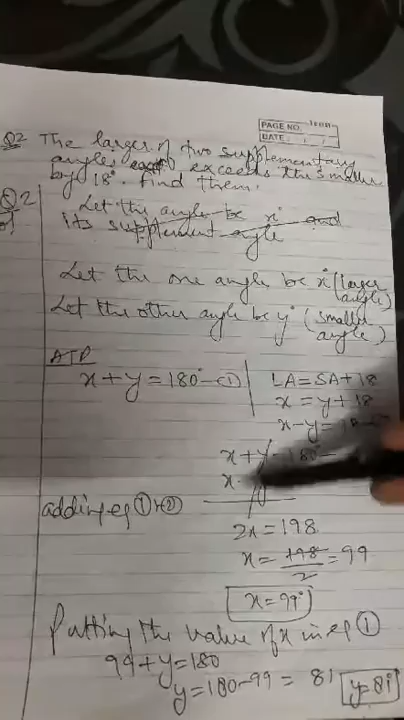 PAGE NO.
DATE: / /
Q2 The larger of two supplementary
angles exceeds the smaller
by 18°. find them.
Q2 Let the angle be x° and
its supplement angle
Let the one angle be x° (larger angle)
Let the other angle be y° (smaller angle)
ATP
x+y=180°-①
LA=SA+18
x=y+18
x-y=18
x+y=180°
x-
adding eq ①+②
2x=198
x=198/2=99
x=99°
Putting the value of x in eq ①
99+y=180
y=180-99=81
y=81°